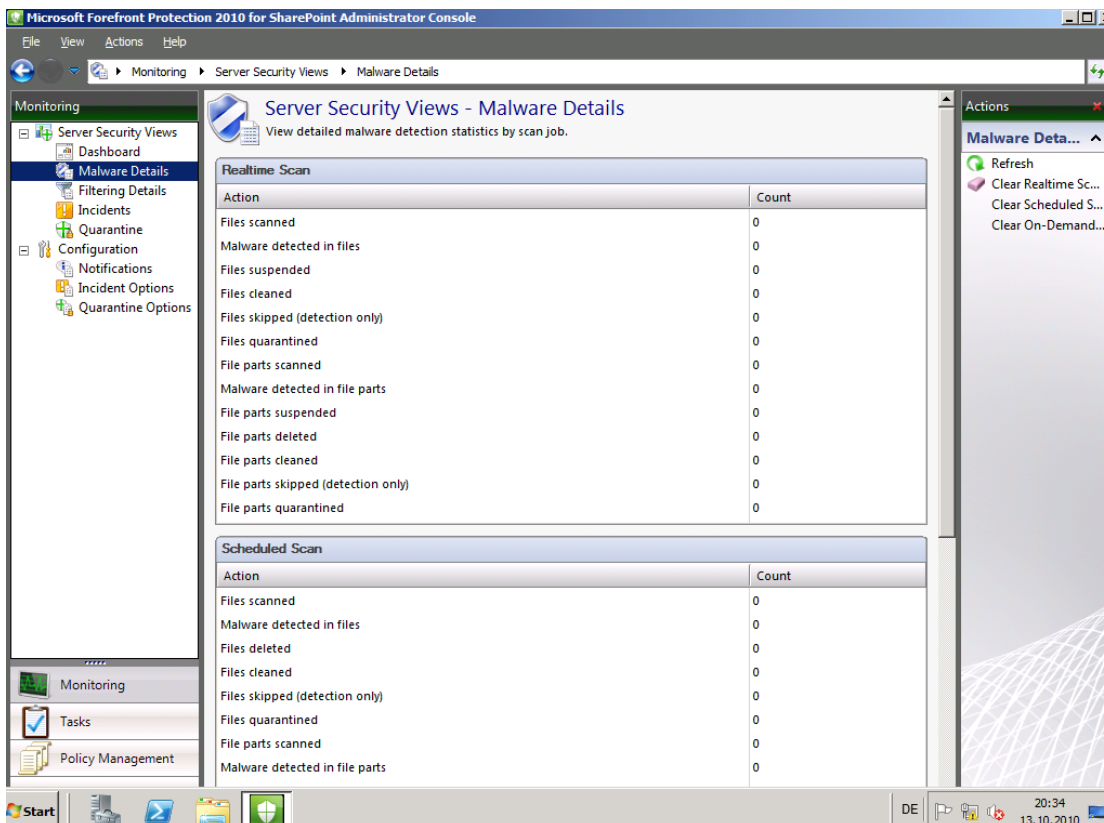 Microsoft Forefront Protection 2010 for SharePoint Administrator Console
File View Actions Help
Monitoring Server Security Views Malware Details
Monitoring
Server Security Views
Dashboard
Malware Details
Filtering Details
Incidents
Quarantine
Configuration
Notifications
Incident Options
Quarantine Options
Monitoring
Tasks
Policy Management
Server Security Views - Malware Details
View detailed malware detection statistics by scan job.
Realtime Scan
Action Count
Files scanned 0
Malware detected in files 0
Files suspended 0
Files cleaned 0
Files skipped (detection only) 0
Files quarantined 0
File parts scanned 0
Malware detected in file parts 0
File parts suspended 0
File parts deleted 0
File parts cleaned 0
File parts skipped (detection only) 0
File parts quarantined 0
Scheduled Scan
Action Count
Files scanned 0
Malware detected in files 0
Files deleted 0
Files cleaned 0
Files skipped (detection only) 0
Files quarantined 0
File parts scanned 0
Malware detected in file parts 0
Actions
Malware Deta...
Refresh
Clear Realtime Sc...
Clear Scheduled S...
Clear On-Demand...
Start
DE
20:34
13.10.2010